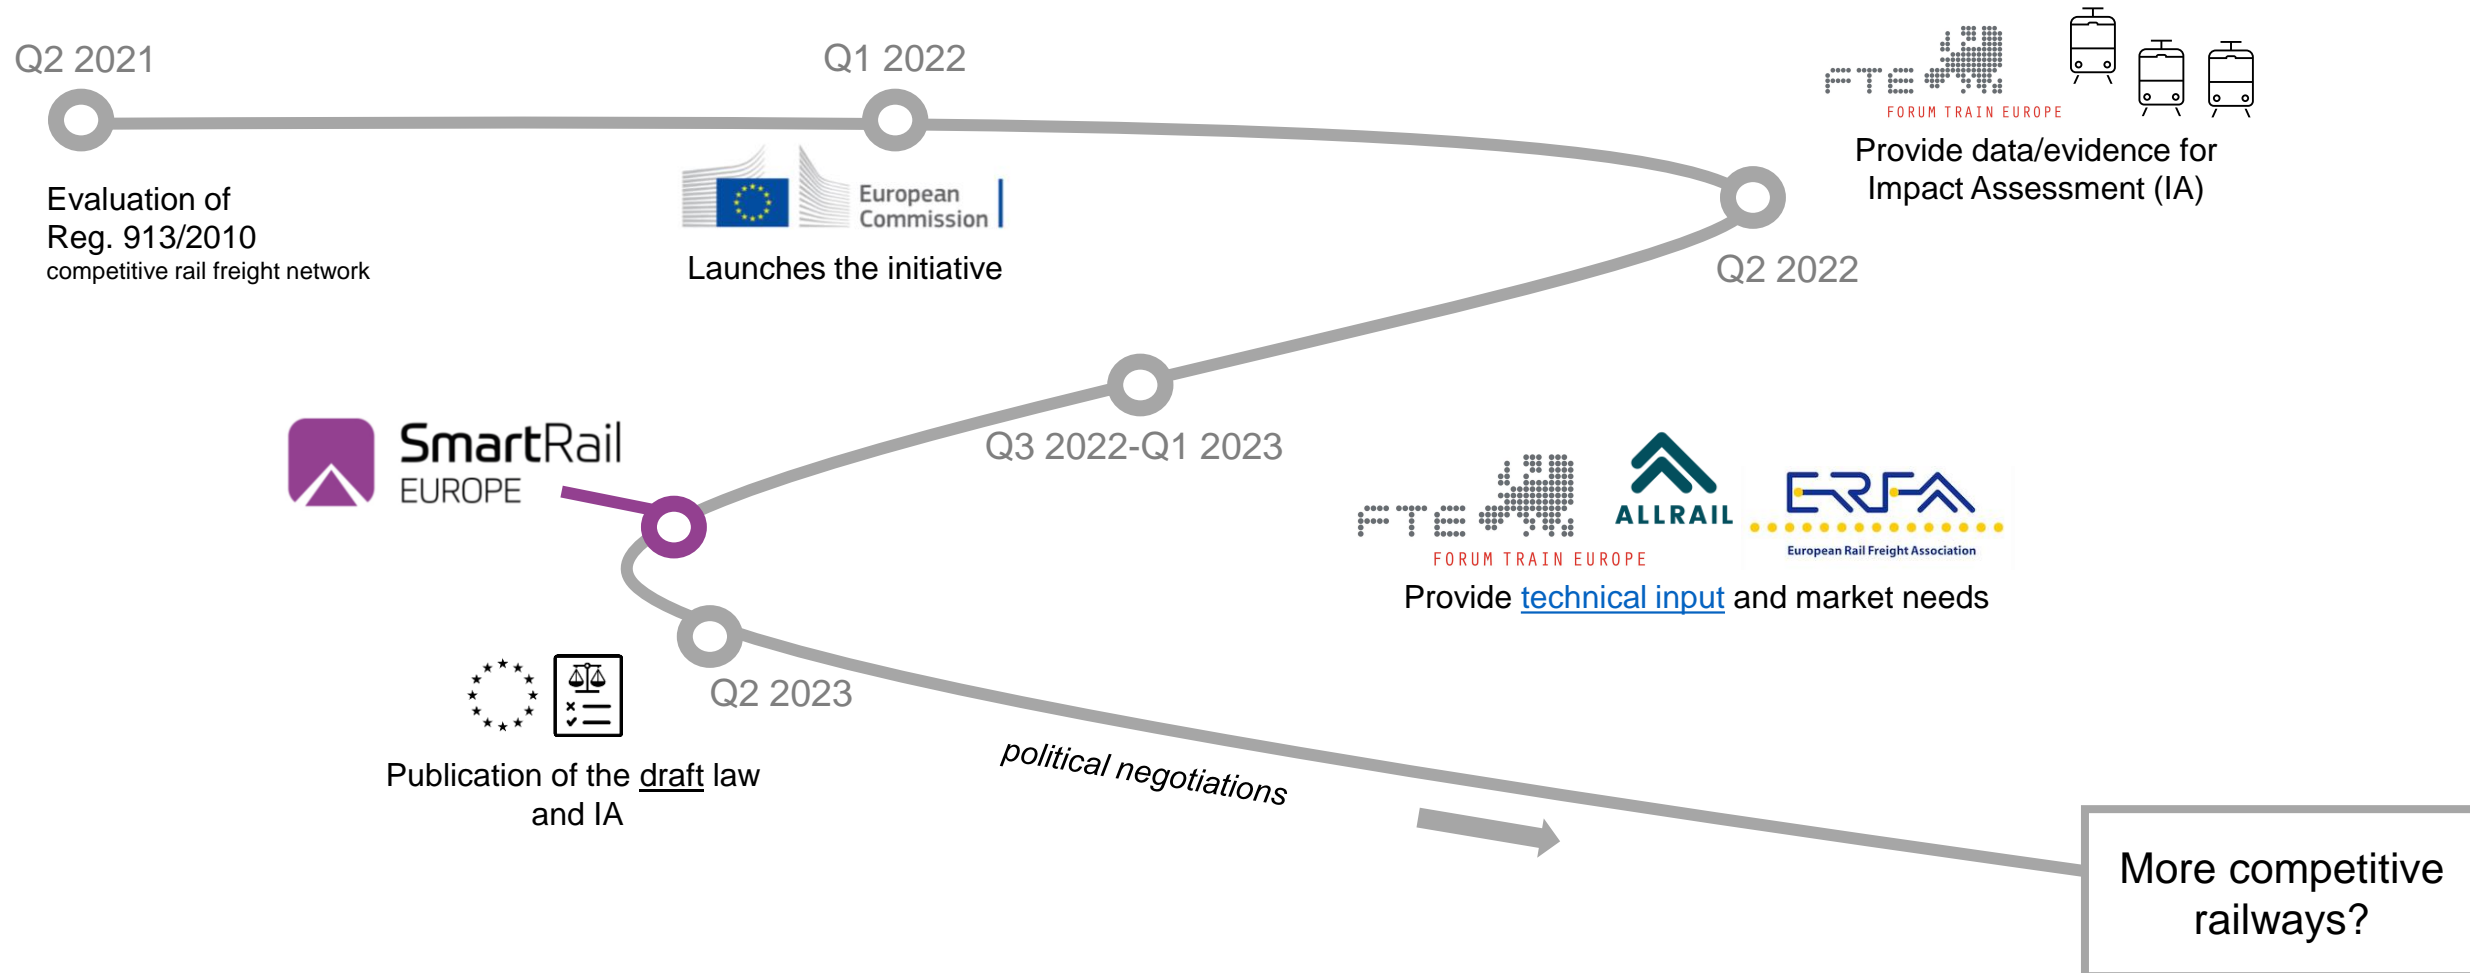 Q2 2021
Q1 2022
FTE
FORUM TRAIN EUROPE
Provide data/evidence for
Impact Assessment (IA)
Evaluation of
Reg. 913/2010
competitive rail freight network
European
Commission
Launches the initiative
Q2 2022
SmartRail
EUROPE
Q3 2022-Q1 2023
FTE
FORUM TRAIN EUROPE
ALLRAIL
ERFA
European Rail Freight Association
Provide technical input and market needs
Q2 2023
Publication of the draft law
and IA
political negotiations
More competitive
railways?